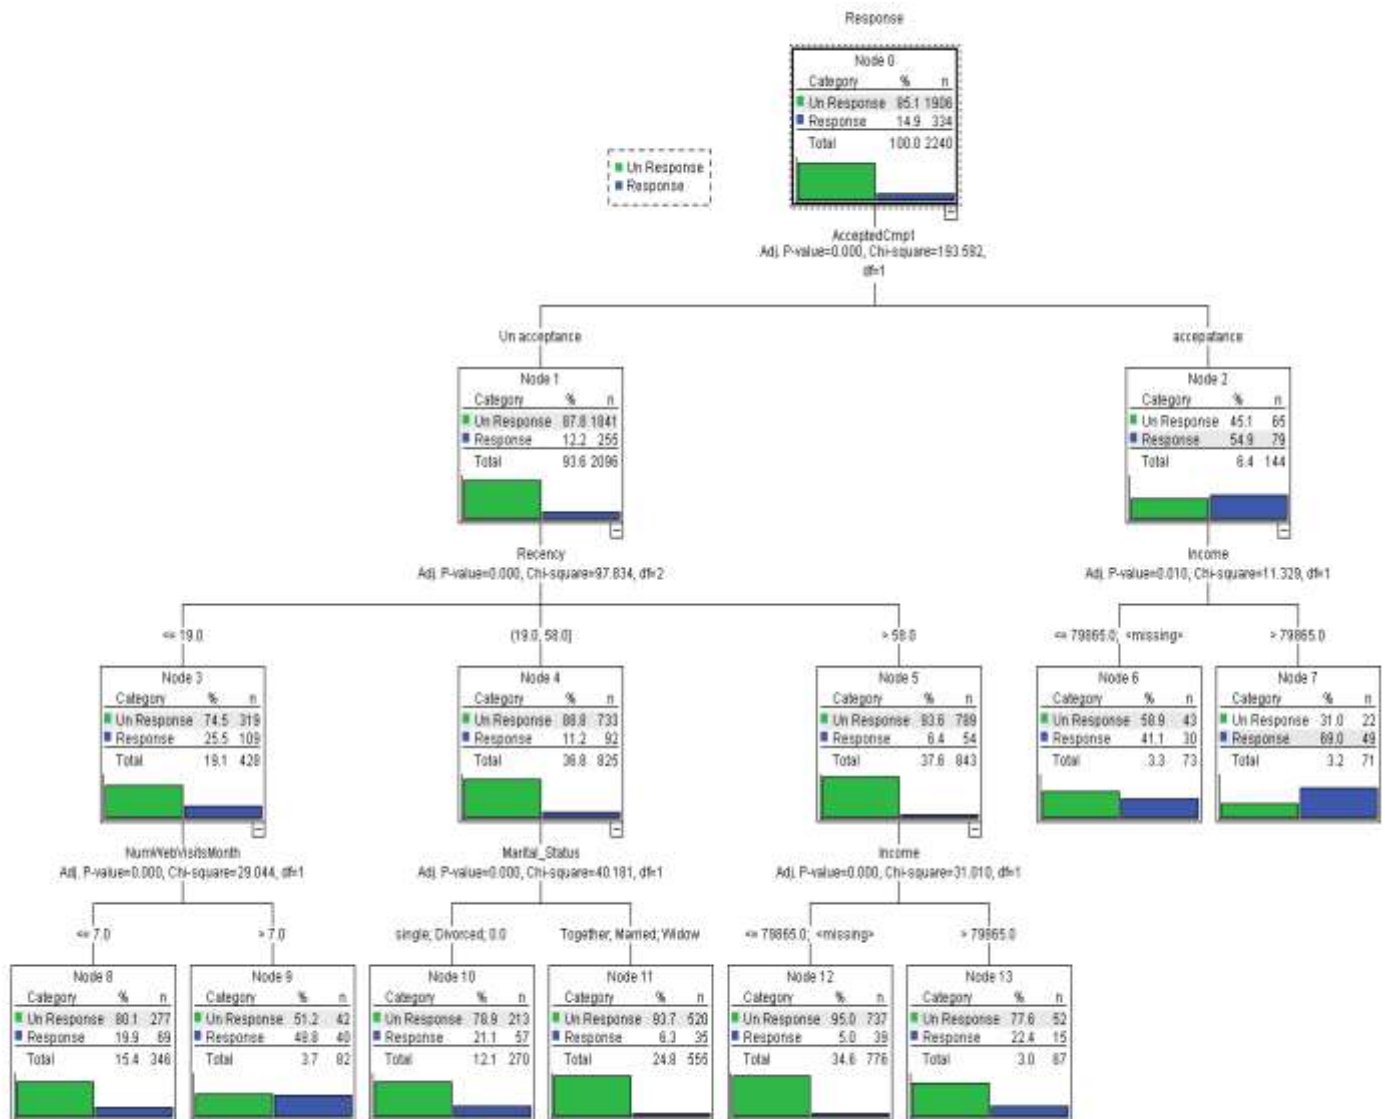 Response
Node 0
Category % n
Un Response 85.1 1906
Response 14.9 334
Total 100.0 2240
Un Response
Response
AcceptedCmp1
Adj. P-value=0.000, Chi-square=193.592,
df=1
Un acceptance
accepatance
Node 1
Category % n
Un Response 87.8 1841
Response 12.2 255
Total 93.6 2096
Node 2
Category % n
Un Response 45.1 65
Response 54.9 79
Total 6.4 144
Recency
Adj. P-value=0.000, Chi-square=97.834, df=2
Income
Adj. P-value=0.010, Chi-square=11.329, df=1
<= 19.0
(19.0, 58.0]
> 58.0
<= 79865.0; <missing>
> 79865.0
Node 3
Category % n
Un Response 74.5 319
Response 25.5 109
Total 19.1 428
Node 4
Category % n
Un Response 88.8 733
Response 11.2 92
Total 36.8 825
Node 5
Category % n
Un Response 93.6 789
Response 6.4 54
Total 37.6 843
Node 6
Category % n
Un Response 58.9 43
Response 41.1 30
Total 3.3 73
Node 7
Category % n
Un Response 31.0 22
Response 69.0 49
Total 3.2 71
NumWebVisitsMonth
Adj. P-value=0.000, Chi-square=29.044, df=1
Marital_Status
Adj. P-value=0.000, Chi-square=40.181, df=1
Income
Adj. P-value=0.000, Chi-square=31.010, df=1
<= 7.0
> 7.0
single; Divorced; 0.0
Together; Married; Widow
<= 79865.0; <missing>
> 79865.0
Node 8
Category % n
Un Response 80.1 277
Response 19.9 69
Total 15.4 346
Node 9
Category % n
Un Response 51.2 42
Response 48.8 40
Total 3.7 82
Node 10
Category % n
Un Response 78.9 213
Response 21.1 57
Total 12.1 270
Node 11
Category % n
Un Response 93.7 520
Response 6.3 35
Total 24.8 555
Node 12
Category % n
Un Response 95.0 737
Response 5.0 39
Total 34.6 776
Node 13
Category % n
Un Response 77.6 52
Response 22.4 15
Total 3.0 67